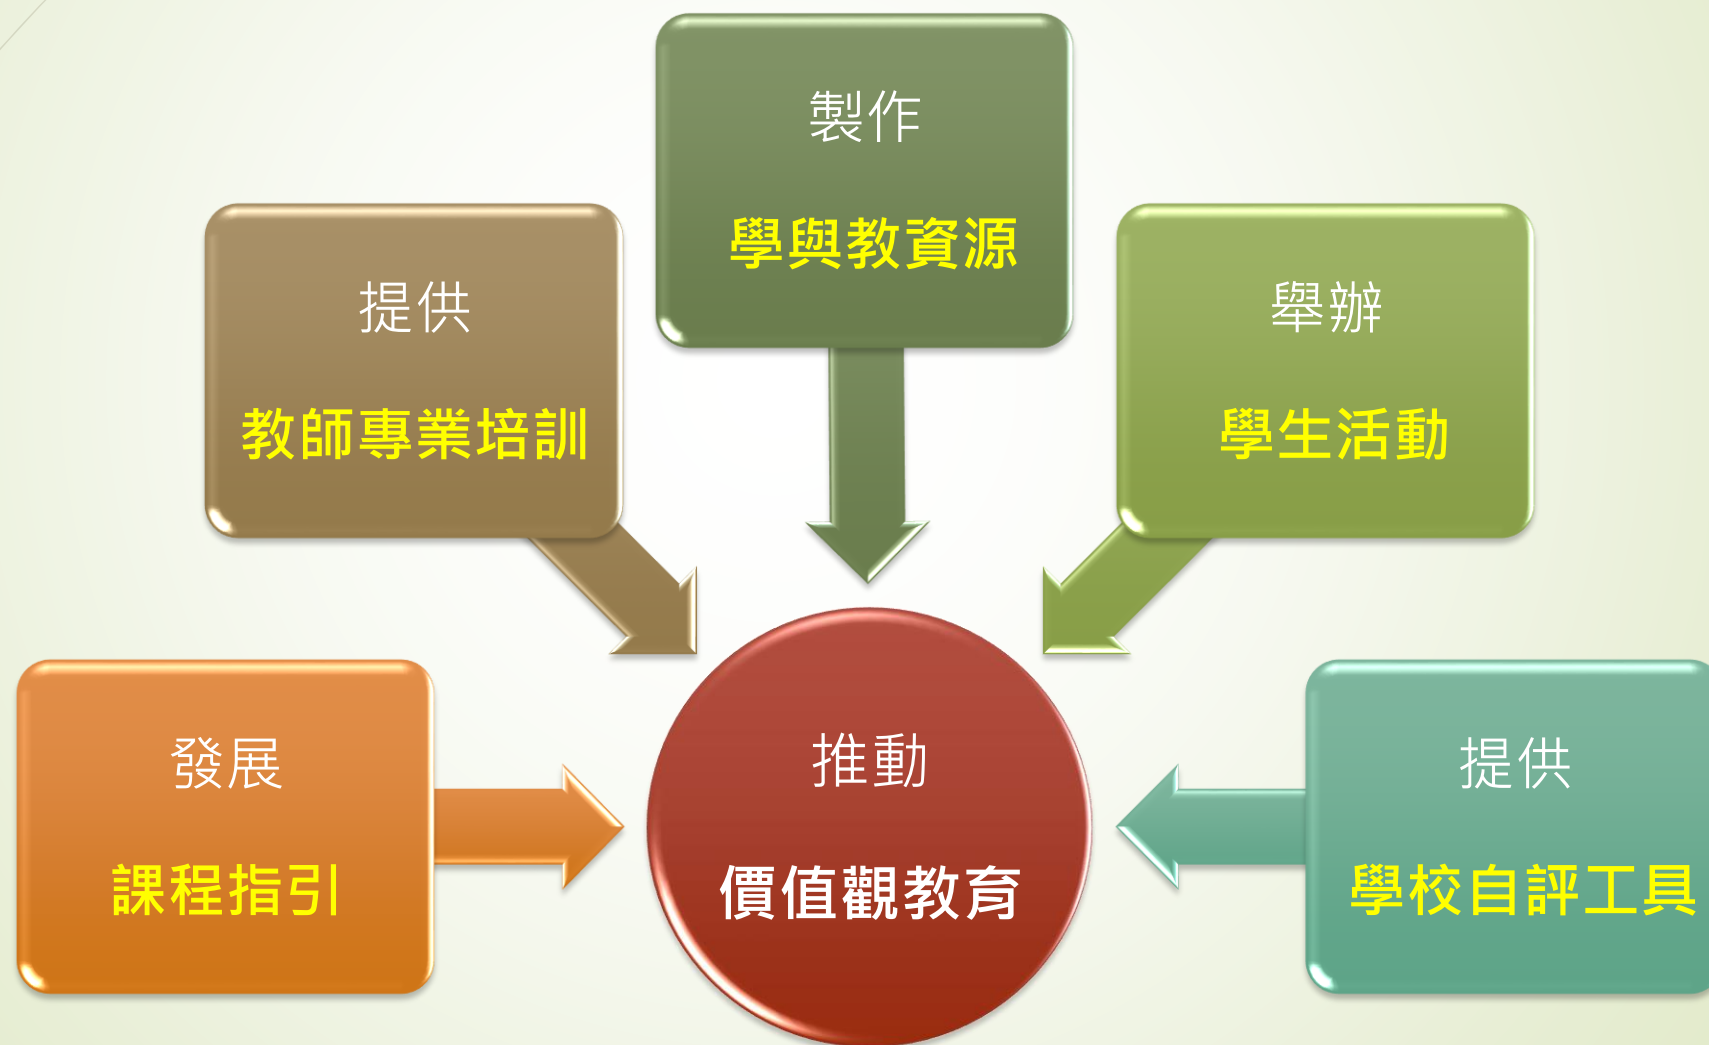 製作
學與教資源
提供
教師專業培訓
舉辦
學生活動
發展
課程指引
推動
價值觀教育
提供
學校自評工具